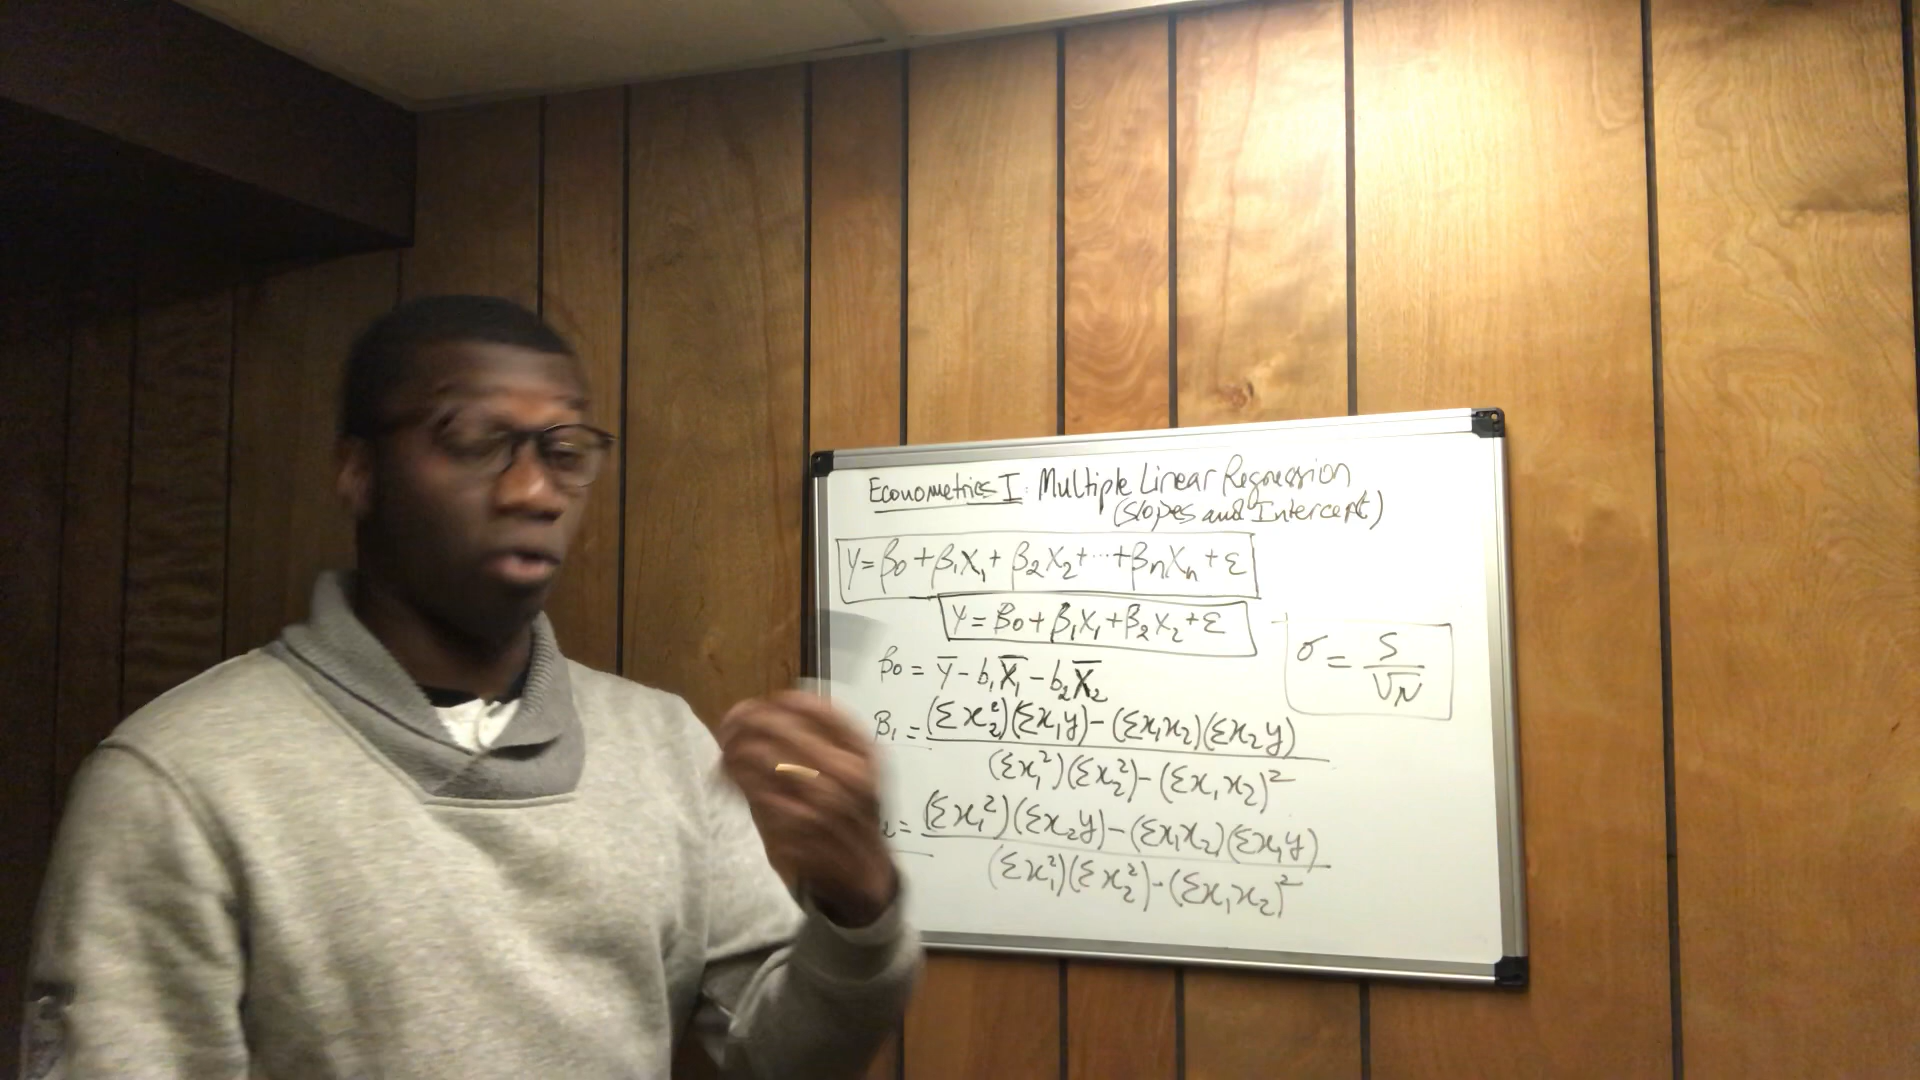 Econometrics I: Multiple Linear Regression
(Slopes and Intercept)
Y = β₀ + β₁X₁ + β₂X₂ + ··· + βₙXₙ + Ɛ
Y = β₀ + β₁X₁ + β₂X₂ + Ɛ
σ = S / √N
β₀ = Y̅ - b₁X̅₁ - b₂X̅₂
β₁ = (Σx₂²)(Σx₁y) - (Σx₁x₂)(Σx₂y)
(Σx₁²)(Σx₂²) - (Σx₁x₂)²
₂ = (Σx₁²)(Σx₂y) - (Σx₁x₂)(Σx₁y)
(Σx₁²)(Σx₂²) - (Σx₁x₂)²